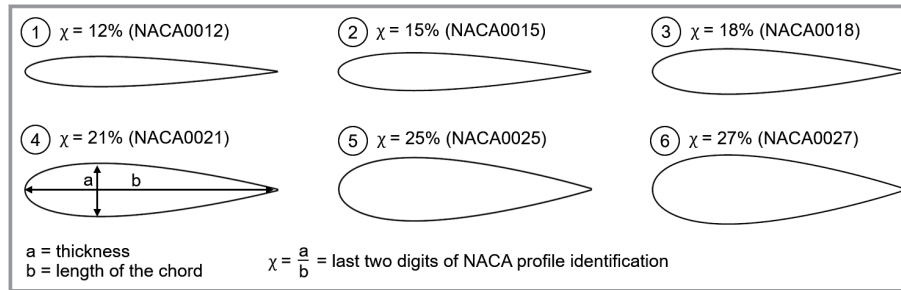 1 χ = 12% (NACA0012)
2 χ = 15% (NACA0015)
3 χ = 18% (NACA0018)
4 χ = 21% (NACA0021)
5 χ = 25% (NACA0025)
6 χ = 27% (NACA0027)
a b
a = thickness
b = length of the chord
χ = a/b = last two digits of NACA profile identification